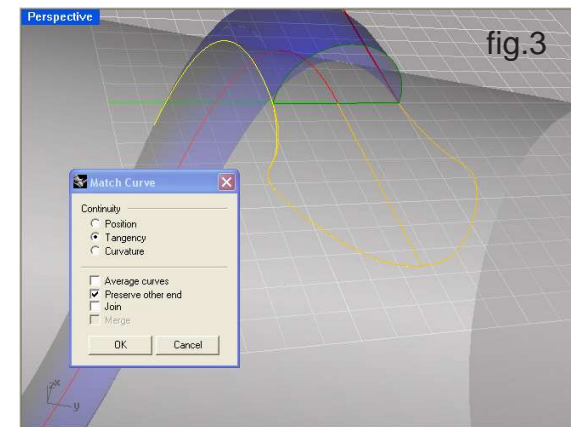 Perspective
fig.3
Match Curve
Continuity
Position
Tangency
Curvature
Average curves
Preserve other end
Join
Merge
OK Cancel
z x
y